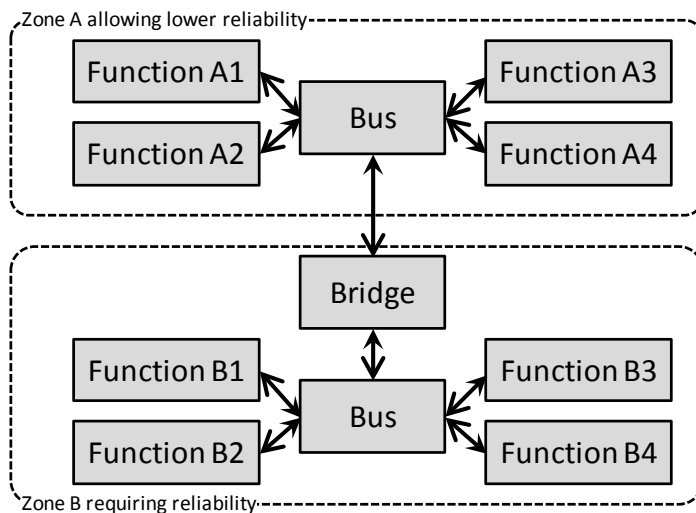 Zone A allowing lower reliability
Function A1
Function A3
Bus
Function A2
Function A4
Bridge
Function B1
Function B3
Bus
Function B2
Function B4
Zone B requiring reliability